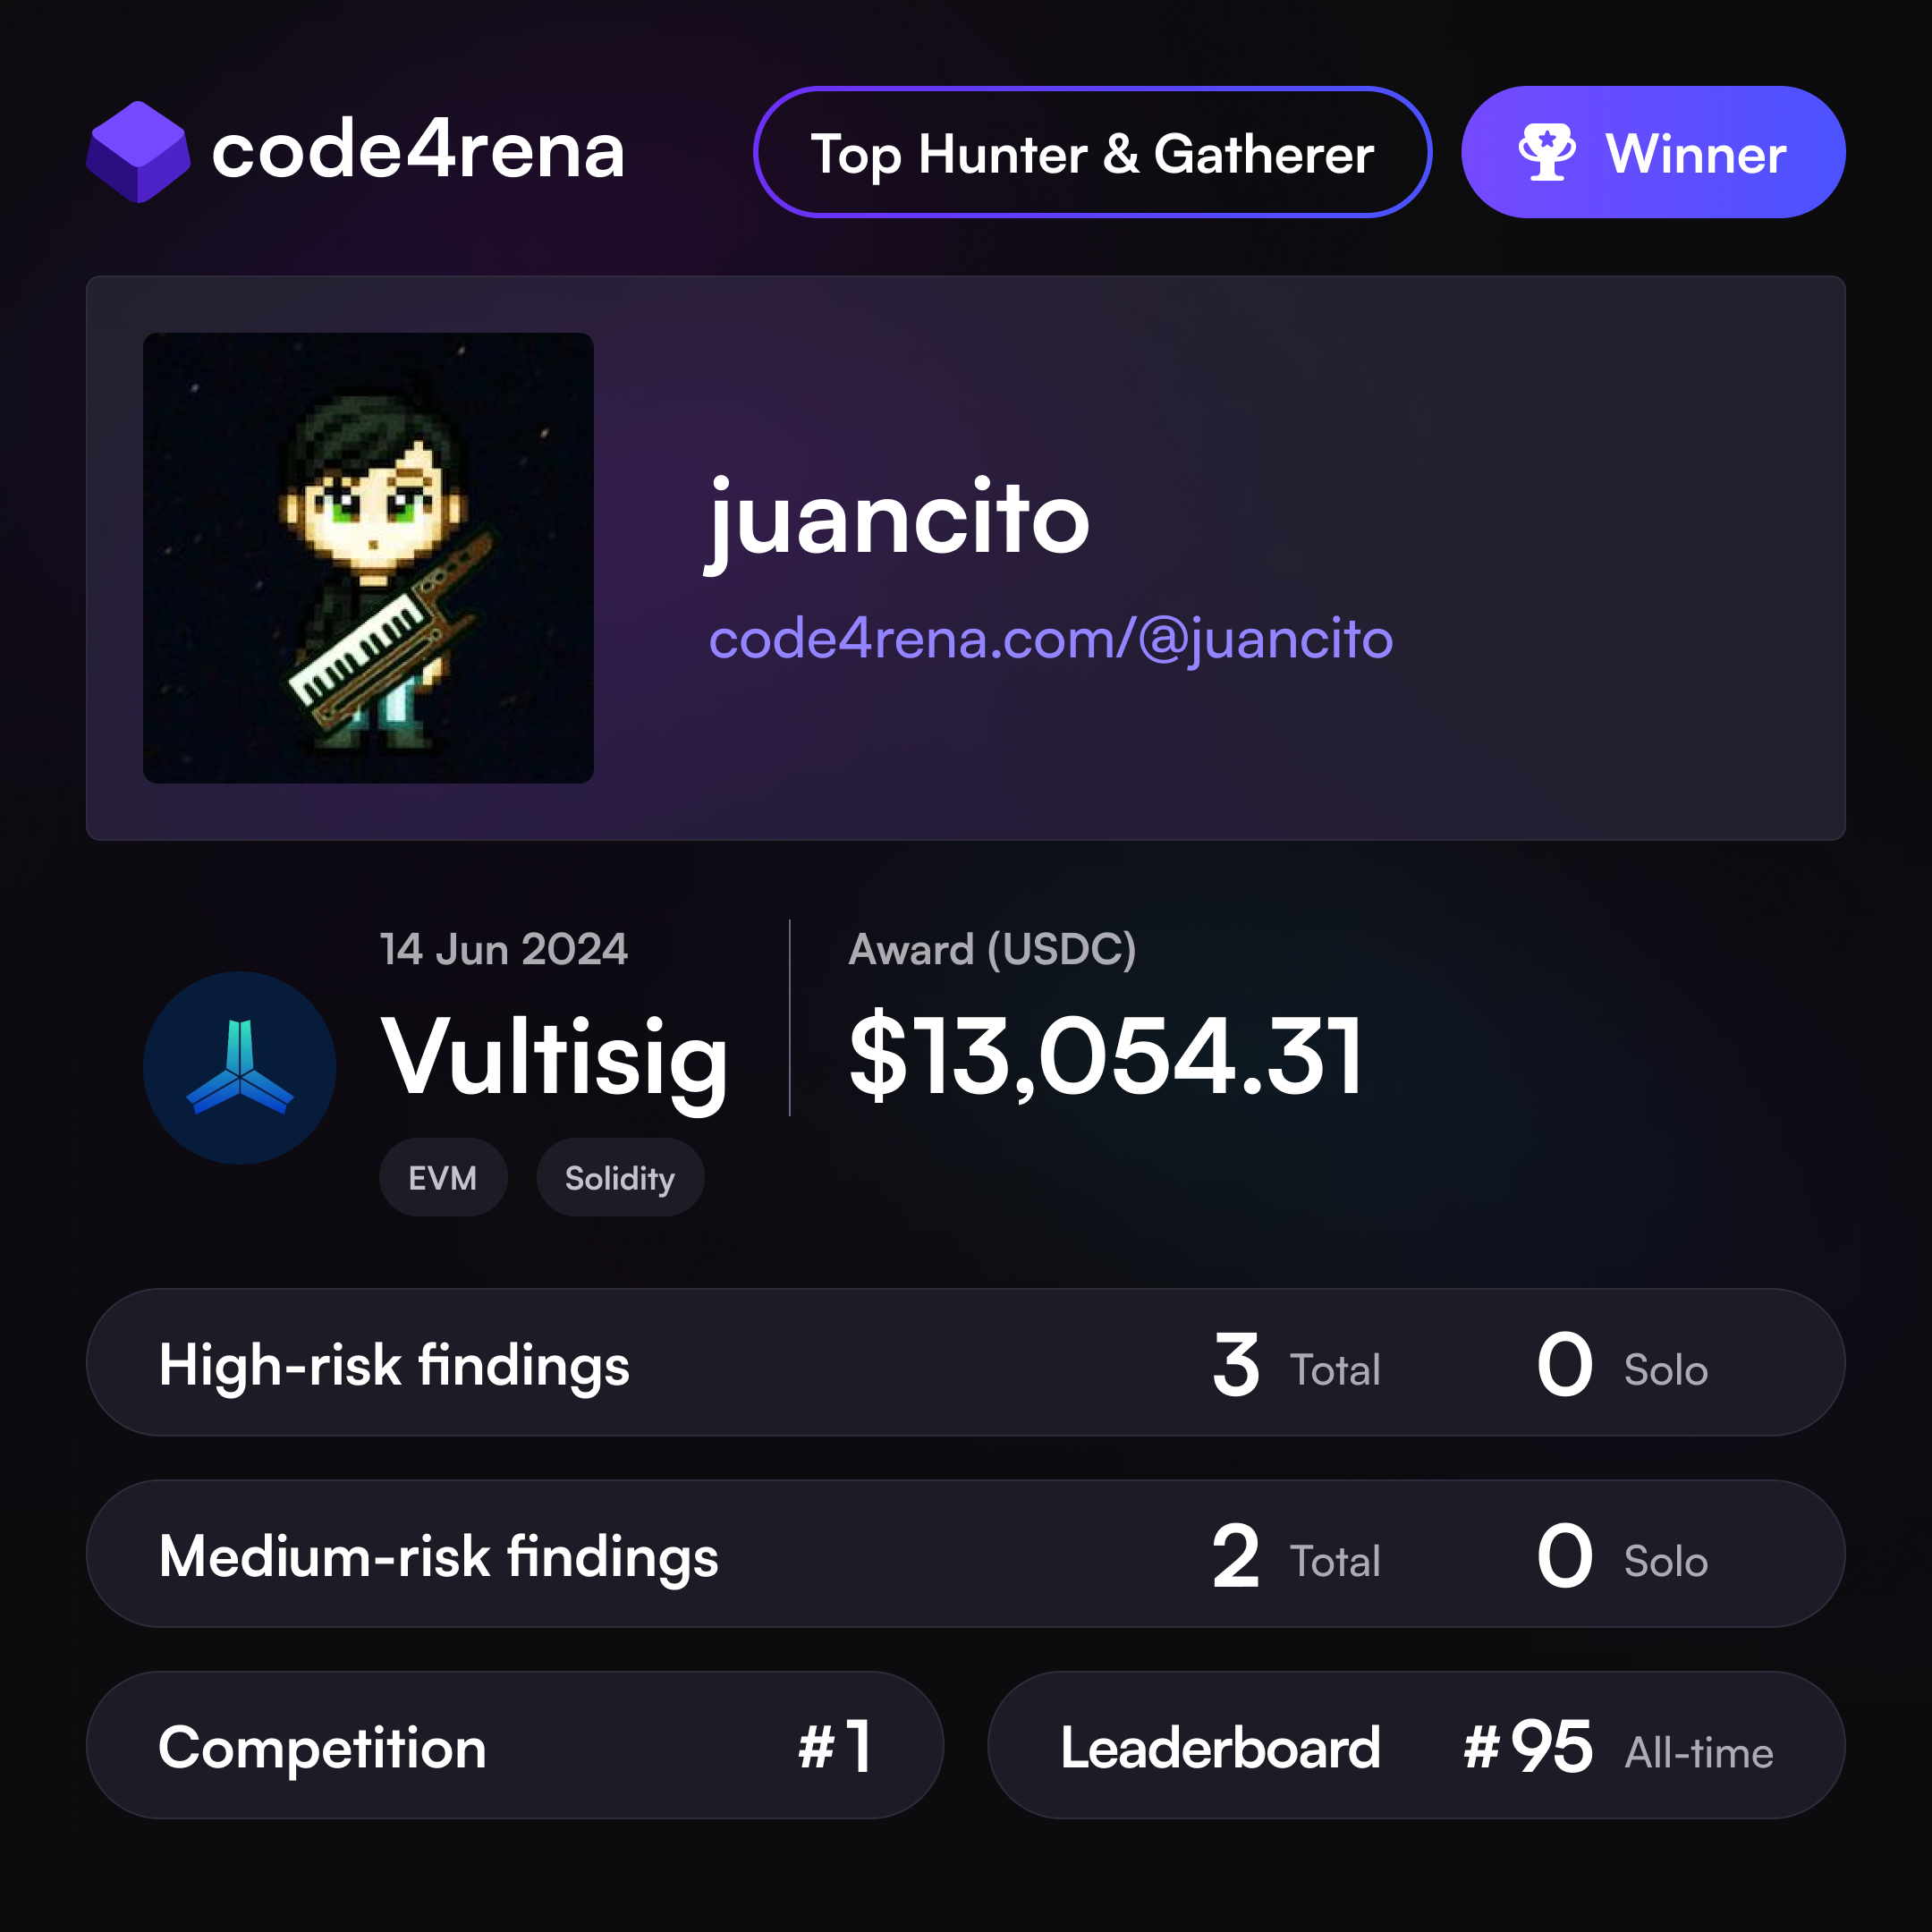 code4rena
Top Hunter & Gatherer
Winner
juancito
code4rena.com/@juancito
14 Jun 2024
Vultisig
EVM
Solidity
Award (USDC)
$13,054.31
High-risk findings 3 Total 0 Solo
Medium-risk findings 2 Total 0 Solo
Competition #1
Leaderboard #95 All-time